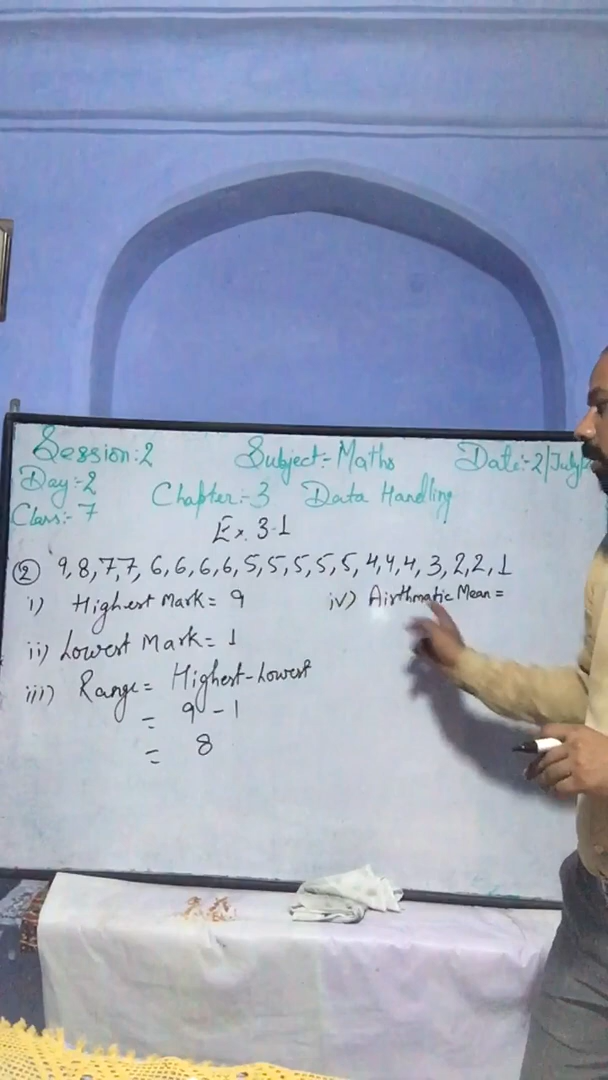 Session:2 Subject:- Maths Date:- 2/July/
Day:-2
Chapter:-3 Data Handling
Class:- 7
Ex. 3.1
② 9,8,7,7, 6,6,6,6,5,5,5,5,5,4,4,4,3,2,2,1
i) Highest Mark = 9
iv) Airthmatic Mean =
ii) Lowest Mark = 1
iii) Range = Highest-Lowest
= 9 - 1
= 8